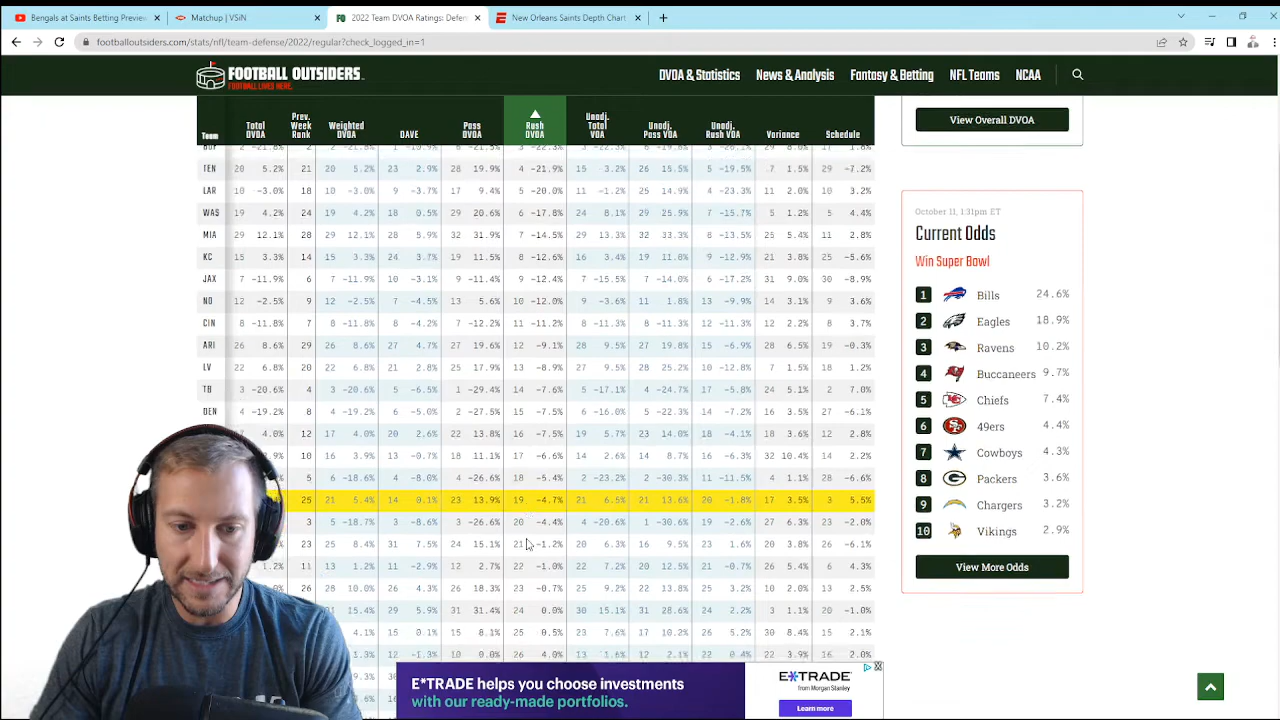 Bengals at Saints Betting Preview
Matchup | VSiN
2022 Team DVOA Ratings: Defen
New Orleans Saints Depth Chart
footballoutsiders.com/stats/nfl/team-defense/2022/regular?check_logged_in=1
FOOTBALL OUTSIDERS
FOOTBALL LIVES HERE.
DVOA & Statistics News & Analysis Fantasy & Betting NFL Teams NCAA
Team Total DVOA Prev. Week Rank Weighted DVOA DAVE Pass DVOA Rush DVOA Unadj. Total VOA Unadj. Pass VOA Unadj. Rush VOA Variance Schedule
TEN 20 5.2% 21 20 5.2% 23 2.9% 28 19.9% 4 -21.9% 15 3.2% 26 15.5% 5 -19.5% 7 1.5% 29 -7.2%
LAR 10 -3.0% 18 10 -3.0% 9 -3.7% 17 9.4% 5 -20.0% 11 -1.2% 25 14.9% 4 -23.3% 11 2.0% 10 3.2%
WAS 19 4.2% 24 19 4.2% 18 0.5% 29 20.6% 6 -17.8% 24 8.1% 29 25.9% 7 -15.7% 5 1.2% 5 4.4%
MIA 29 12.1% 29 29 12.1% 28 5.9% 32 31.9% 7 -14.5% 29 13.3% 32 33.3% 8 -13.5% 25 5.4% 11 2.8%
KC 15 3.3% 14 15 3.3% 24 3.7% 19 11.5% 8 -12.6% 16 3.4% 19 11.8% 9 -12.9% 21 3.8% 25 -5.6%
JAX 7 -11.9% 6 7 -11.9% 10 -3.1% 9 -11.4% 9 -12.4% 7 -15.5% 7 -14.0% 6 -17.2% 31 9.0% 30 -8.9%
NO 12 -2.5% 9 12 -2.5% 7 -4.5% 13 5.6% 10 -12.0% 9 -3.6% 11 1.8% 13 -9.9% 14 3.1% 9 3.6%
CIN 8 -11.8% 7 8 -11.8% 8 -4.2% 7 -12.2% 11 -11.2% 8 -11.3% 8 -11.3% 12 -11.3% 12 2.2% 8 3.7%
ARI 26 8.6% 29 26 8.6% 27 4.7% 27 19.6% 12 -9.1% 28 9.5% 27 19.8% 15 -6.9% 28 6.5% 19 -0.3%
LV 22 6.8% 20 22 6.8% 21 2.8% 25 17.9% 13 -8.9% 27 9.5% 28 25.2% 10 -12.8% 7 1.5% 18 1.2%
TB 3 -20.6% 4 3 -20.6% 5 -6.5% 1 -29.4% 14 -7.6% 5 -17.1% 4 -24.7% 17 -5.8% 24 5.1% 2 7.0%
DEN 4 -19.2% 8 4 -19.2% 6 -5.0% 2 -27.5% 15 -7.5% 6 -16.0% 5 -22.3% 14 -7.2% 16 3.5% 27 -6.1%
4.0% 12 17 4.0% 20 2.6% 22 13.8% 16 -7.5% 19 5.7% 23 14.0% 18 -4.1% 18 3.6% 12 2.8%
10 16 3.9% 13 -0.7% 18 11.1% 17 -6.6% 14 2.6% 14 8.7% 16 -6.3% 32 10.4% 14 2.2%
5 6 -18.6% 4 -8.0% 4 -26.6% 18 -5.4% 2 -23.2% 2 -30.3% 11 -11.5% 28 -6.6%
25 21 5.4% 14 0.1% 23 13.9% 19 -4.7% 21 6.5% 21 13.6% 20 -1.8% 17 3.5% 3 5.5%
5 -18.7% 3 -8.6% 3 -26.6% 20 -4.4% 4 -20.6% 1 -30.6% 19 -2.6% 27 6.3% 23 -2.0%
25 8.4% 31 7.5% 24 15.1% 21 -1.2% 20 6.3% 16 9.5% 23 1.6% 20 3.8% 26 -6.1%
11 13 1.2% 11 -2.9% 12 2.7% 22 -1.0% 22 7.2% 20 12.5% 21 -0.7% 26 5.4% 6 4.3%
28 10.0% 26 4.3% 26 18.3% 23 -0.7% 25 9.2% 22 13.8% 25 3.2% 10 2.0% 13 2.5%
15.4% 29 5.9% 31 31.4% 24 0.0% 30 15.1% 31 28.6% 24 2.2% 3 1.1% 20 -1.0%
4.1% 15 0.1% 15 8.1% 25 0.5% 23 7.6% 17 10.2% 26 5.2% 30 8.4% 15 2.1%
1.3% 12 -1.3% 10 0.0% 26 4.0% 13 1.6% 12 2.1% 22 0.4% 22 3.9% 16 2.0%
View Overall DVOA
October 11, 1:31pm ET
Current Odds
Win Super Bowl
1 Bills 24.6%
2 Eagles 18.9%
3 Ravens 10.2%
4 Buccaneers 9.7%
5 Chiefs 7.4%
6 49ers 4.4%
7 Cowboys 4.3%
8 Packers 3.6%
9 Chargers 3.2%
10 Vikings 2.9%
View More Odds
E*TRADE helps you choose investments
with our ready-made portfolios.
E*TRADE
from Morgan Stanley
Learn more